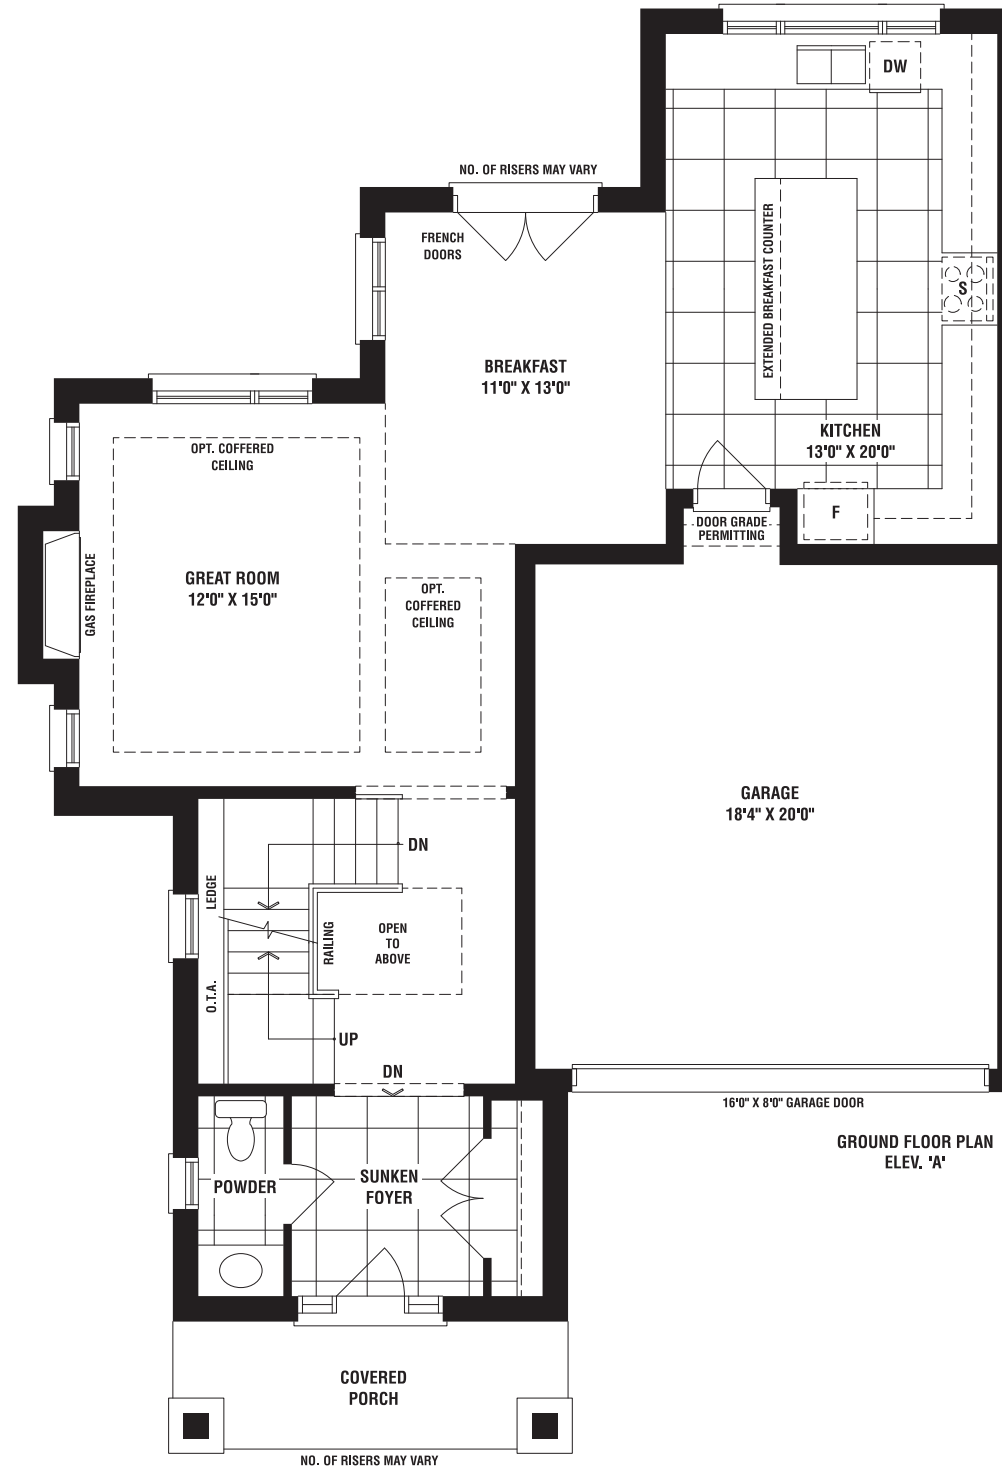 DW
NO. OF RISERS MAY VARY
FRENCH
DOORS
EXTENDED BREAKFAST COUNTER
S
BREAKFAST
11'0" X 13'0"
KITCHEN
13'0" X 20'0"
OPT. COFFERED
CEILING
F
DOOR GRADE
PERMITTING
GAS FIREPLACE
GREAT ROOM
12'0" X 15'0"
OPT.
COFFERED
CEILING
GARAGE
18'4" X 20'0"
DN
LEDGE
RAILING
OPEN
TO
ABOVE
O.T.A.
UP
DN
16'0" X 8'0" GARAGE DOOR
GROUND FLOOR PLAN
ELEV. 'A'
POWDER
SUNKEN
FOYER
COVERED
PORCH
NO. OF RISERS MAY VARY